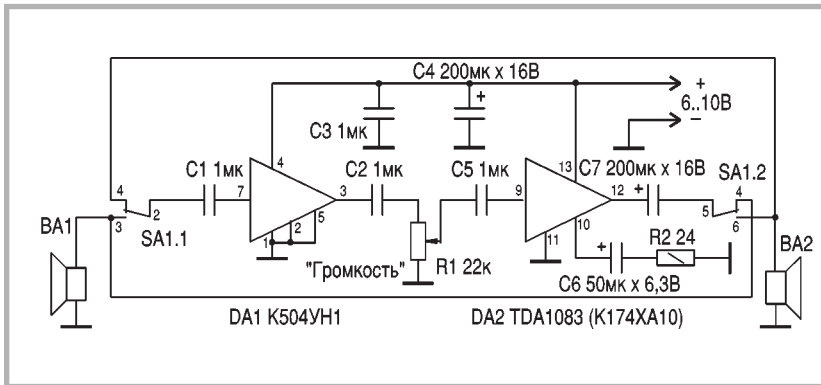 C4 200мк x 16В
+
+
6..10В
–
C3 1мк
C1 1мк
4
C2 1мк
C5 1мк
13
C7 200мк x 16В
SA1.2
4
2
3
SA1.1
BA1
7
3
1
2
5
"Громкость"
R1 22к
9
12
10
11
+
5
4
6
BA2
+
R2 24
C6 50мк x 6,3В
DA1 К504УН1
DA2 TDA1083 (К174ХА10)